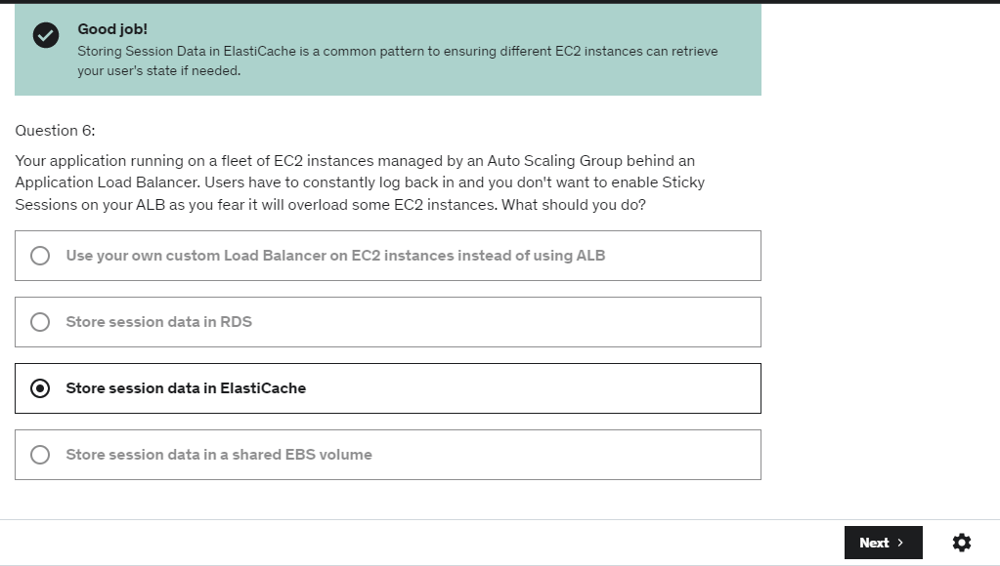 Good job!
Storing Session Data in ElastiCache is a common pattern to ensuring different EC2 instances can retrieve
your user's state if needed.
Question 6:
Your application running on a fleet of EC2 instances managed by an Auto Scaling Group behind an
Application Load Balancer. Users have to constantly log back in and you don't want to enable Sticky
Sessions on your ALB as you fear it will overload some EC2 instances. What should you do?
Use your own custom Load Balancer on EC2 instances instead of using ALB
Store session data in RDS
Store session data in ElastiCache
Store session data in a shared EBS volume
Next